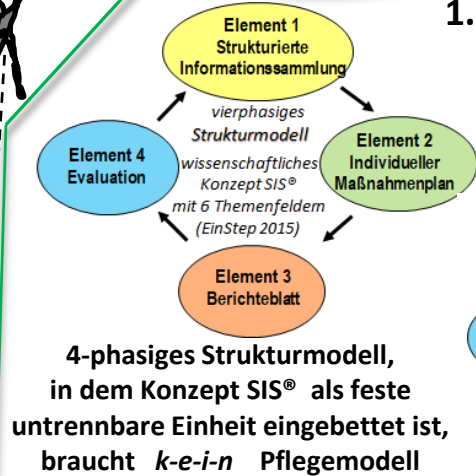 1.
Element 1
Strukturierte
Informationssammlung
vierphasiges
Strukturmodell
wissenschaftliches
Konzept SIS®
mit 6 Themenfeldern
(EinStep 2015)
Element 2
Individueller
Maßnahmenplan
Element 4
Evaluation
Element 3
Berichteblatt
4-phasiges Strukturmodell,
in dem Konzept SIS® als feste
untrennbare Einheit eingebettet ist,
braucht k-e-i-n Pflegemodell